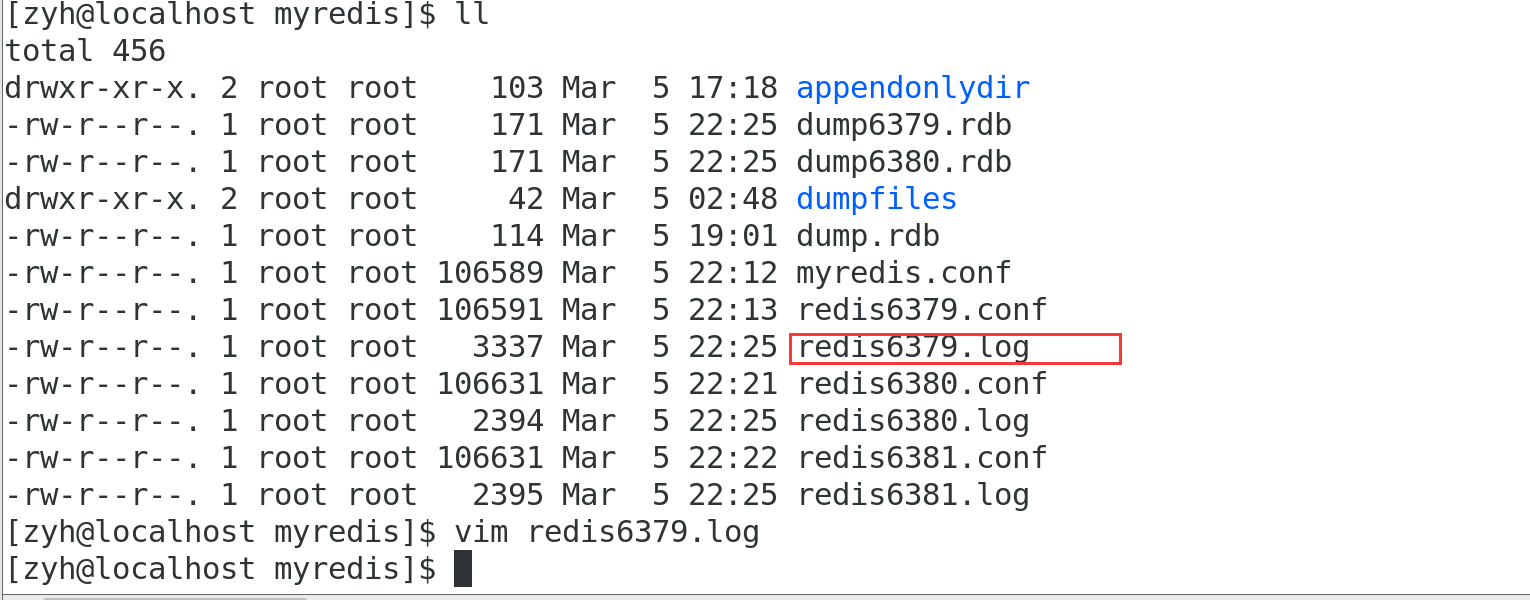 [zyh@localhost myredis]$ ll
total 456
drwxr-xr-x. 2 root root    103 Mar  5 17:18 appendonlydir
-rw-r--r--. 1 root root    171 Mar  5 22:25 dump6379.rdb
-rw-r--r--. 1 root root    171 Mar  5 22:25 dump6380.rdb
drwxr-xr-x. 2 root root     42 Mar  5 02:48 dumpfiles
-rw-r--r--. 1 root root    114 Mar  5 19:01 dump.rdb
-rw-r--r--. 1 root root 106589 Mar  5 22:12 myredis.conf
-rw-r--r--. 1 root root 106591 Mar  5 22:13 redis6379.conf
-rw-r--r--. 1 root root   3337 Mar  5 22:25 redis6379.log
-rw-r--r--. 1 root root 106631 Mar  5 22:21 redis6380.conf
-rw-r--r--. 1 root root   2394 Mar  5 22:25 redis6380.log
-rw-r--r--. 1 root root 106631 Mar  5 22:22 redis6381.conf
-rw-r--r--. 1 root root   2395 Mar  5 22:25 redis6381.log
[zyh@localhost myredis]$ vim redis6379.log
[zyh@localhost myredis]$